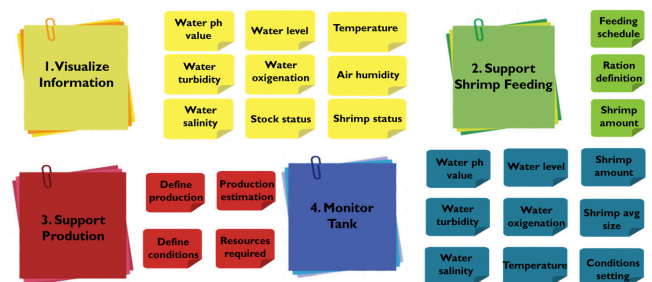 1. Visualize
Information
Water ph
value
Water level
Temperature
Water
turbidity
Water
oxigenation
Air humidity
Water
salinity
Stock status
Shrimp status
2. Support
Shrimp Feeding
Feeding
schedule
Ration
definition
Shrimp
amount
3. Support
Prodution
Define
production
Production
estimation
Define
conditions
Resources
required
4. Monitor
Tank
Water ph
value
Water level
Shrimp
amount
Water
turbidity
Water
oxigenation
Shrimp avg
size
Water
salinity
Temperature
Conditions
setting